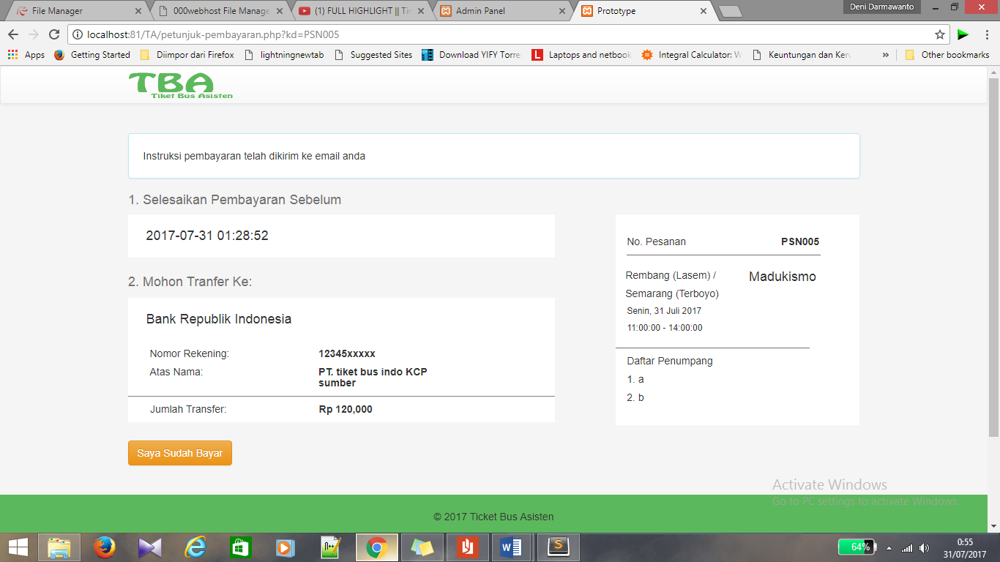 File Manager
000webhost File Manage
(1) FULL HIGHLIGHT || Tir
Admin Panel
Prototype
Deni Darmawanto
localhost:81/TA/petunjuk-pembayaran.php?kd=PSN005
Apps
Getting Started
Diimpor dari Firefox
lightningnewtab
Suggested Sites
Download YIFY Torre
Laptops and netbook
Integral Calculator: W
Keuntungan dan Keru
»
Other bookmarks
TBA
Tiket Bus Asisten
Instruksi pembayaran telah dikirim ke email anda
1. Selesaikan Pembayaran Sebelum
2017-07-31 01:28:52
2. Mohon Tranfer Ke:
Bank Republik Indonesia
Nomor Rekening: 12345xxxxx
Atas Nama: PT. tiket bus indo KCP
sumber
Jumlah Transfer: Rp 120,000
Saya Sudah Bayar
No. Pesanan PSN005
Rembang (Lasem) / Madukismo
Semarang (Terboyo)
Senin, 31 Juli 2017
11:00:00 - 14:00:00
Daftar Penumpang
1. a
2. b
Activate Windows
Go to PC settings to activate Windows.
© 2017 Ticket Bus Asisten
64%
0:55
31/07/2017